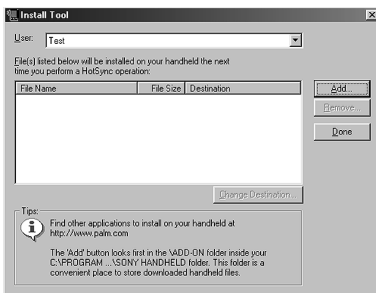 Install Tool
User: Test
File(s) listed below will be installed on your handheld the next
time you perform a HotSync operation:
File Name File Size Destination
Add...
Remove...
Done
Change Destination...
Tips:
Find other applications to install on your handheld at
http://www.palm.com
The 'Add' button looks first in the \ADD-ON folder inside your
C:\PROGRAM ...\SONY HANDHELD folder. This folder is a
convenient place to store downloaded handheld files.